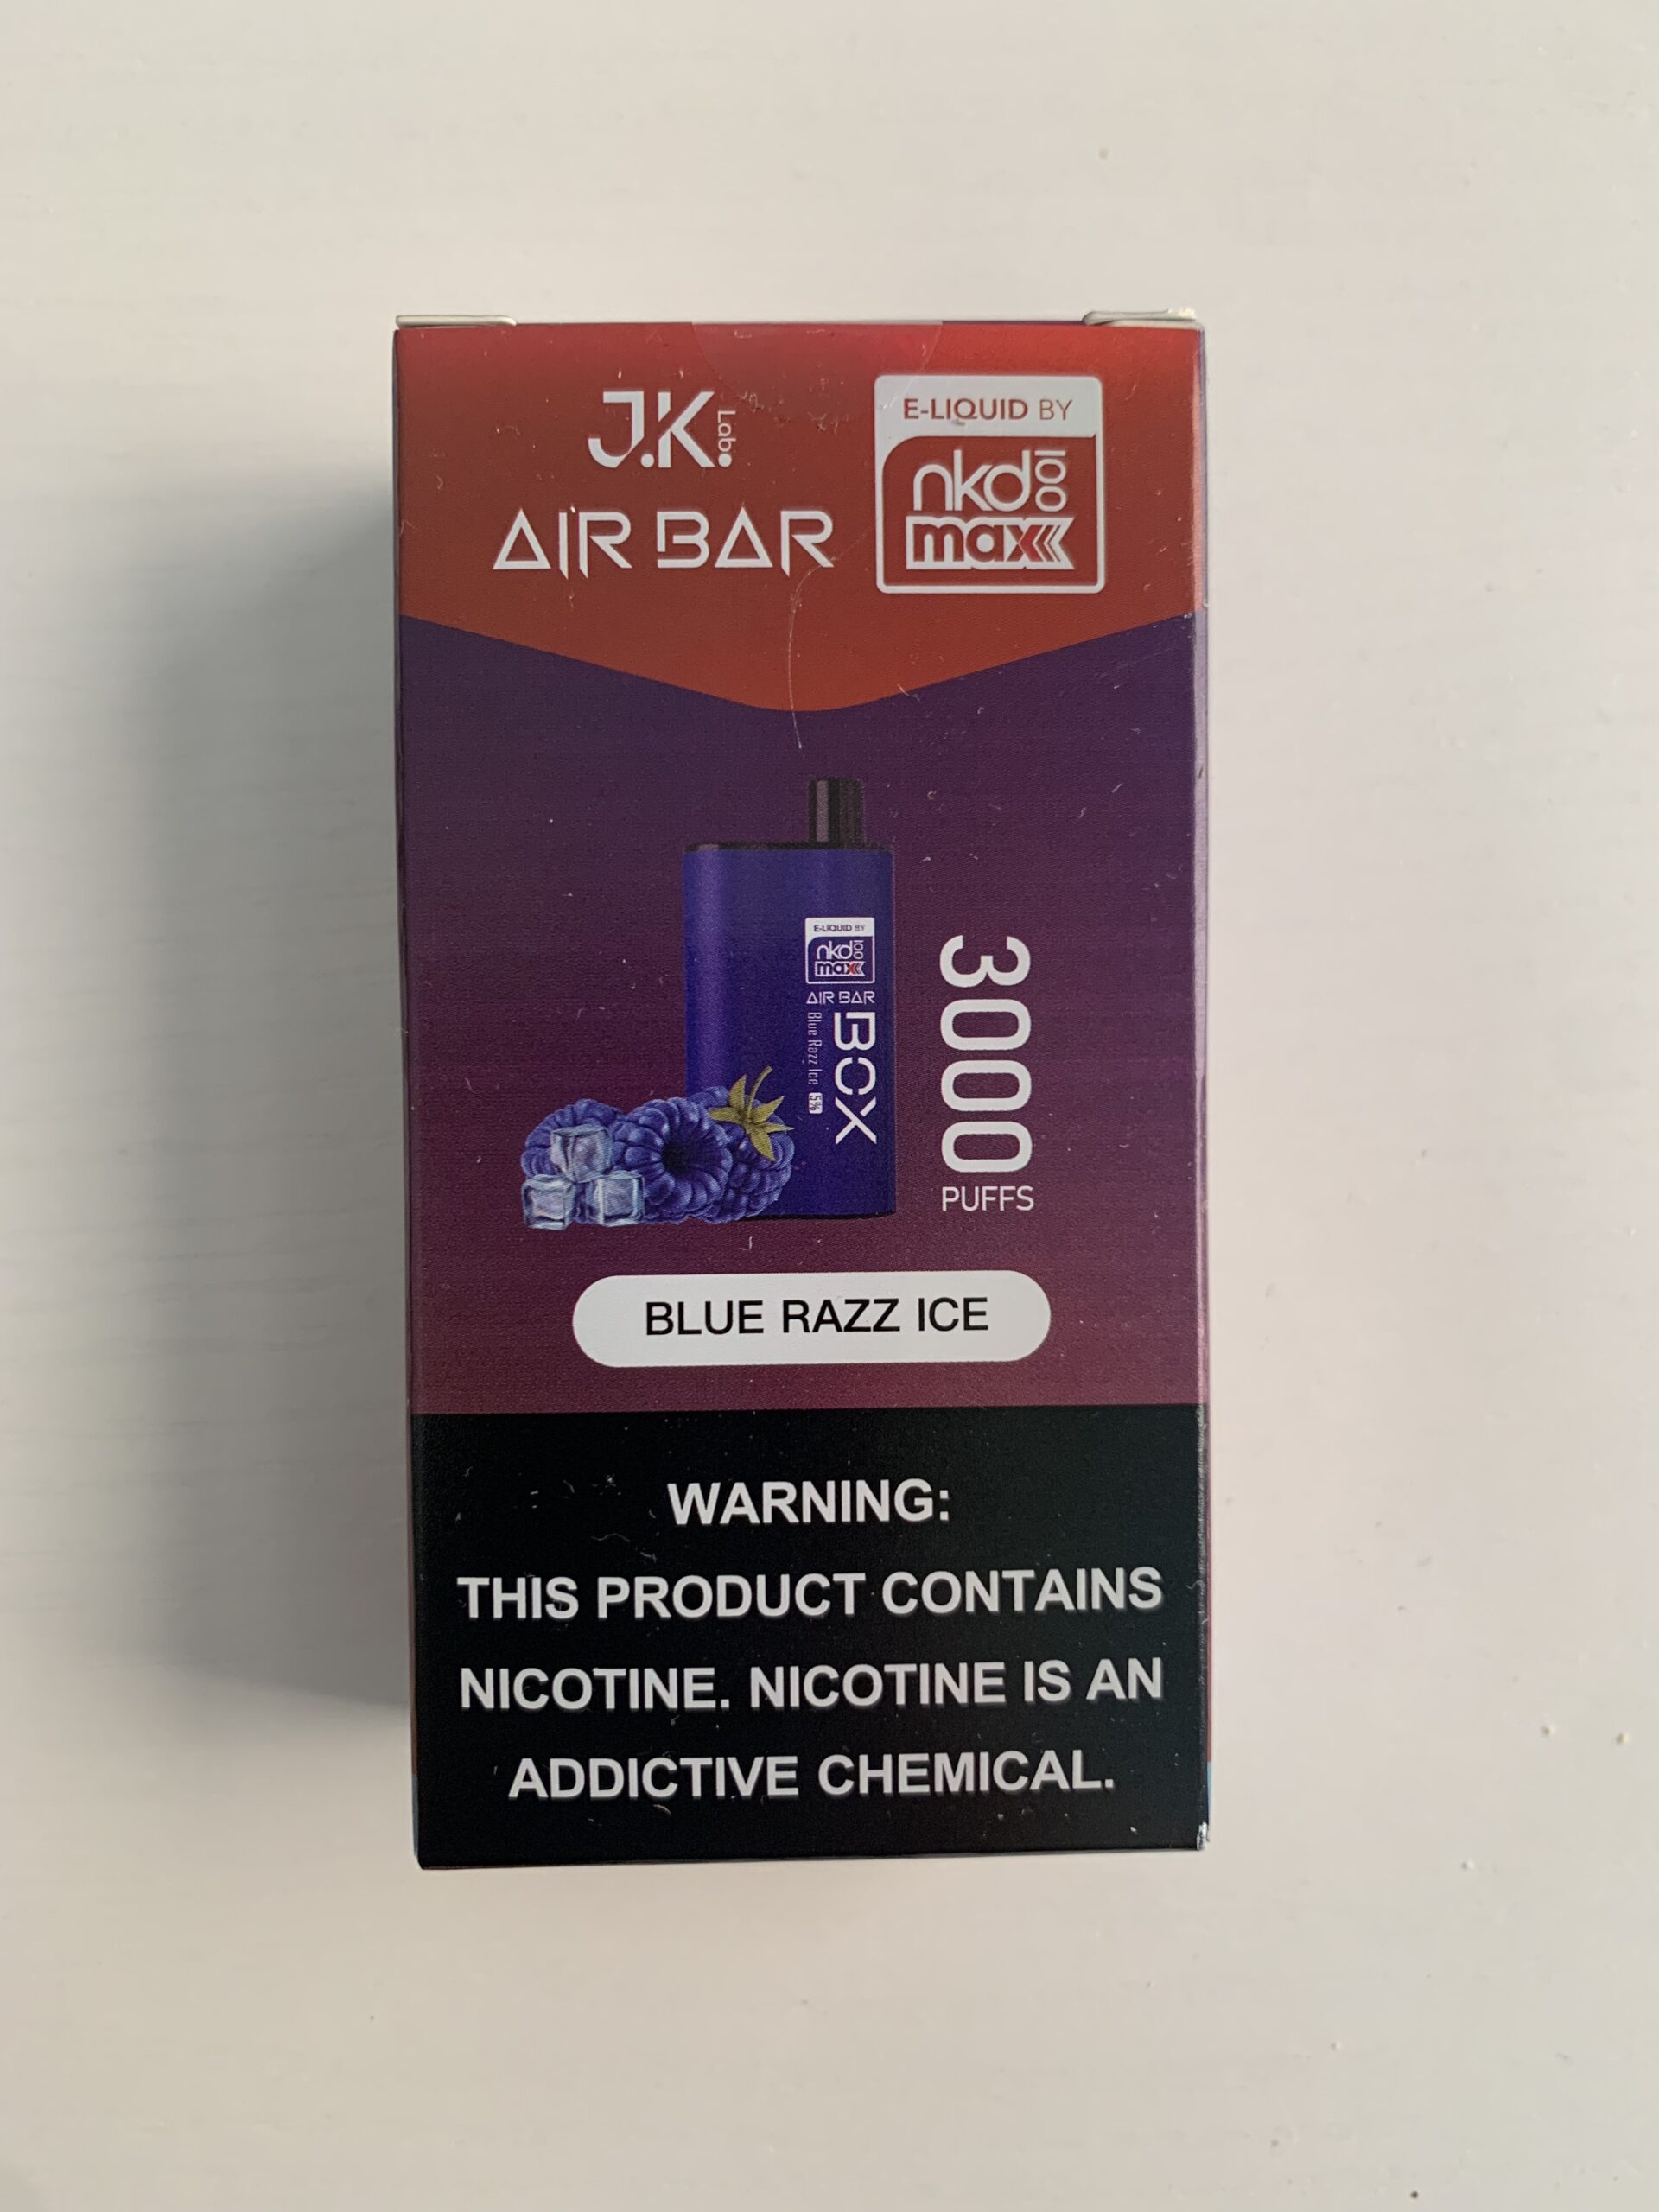 J.K. Lab.
AIR BAR
E-LIQUID BY
nkd 100
max
E-LIQUID BY
nkd 100
max
AIR BAR
BOX
Blue Razz Ice 5%
3000
PUFFS
BLUE RAZZ ICE
WARNING:
THIS PRODUCT CONTAINS
NICOTINE. NICOTINE IS AN
ADDICTIVE CHEMICAL.